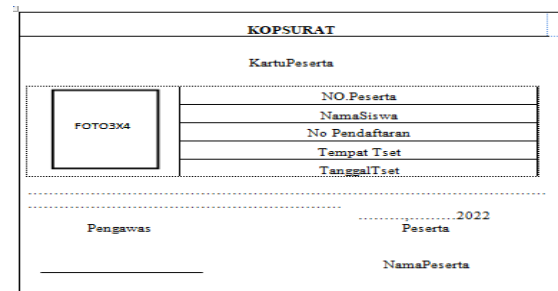 KOPSURAT
KartuPeserta
FOTO3X4
NO.Peserta
NamaSiswa
No Pendaftaran
Tempat Tset
TanggalTset
.......,.........2022
Pengawas Peserta
NamaPeserta